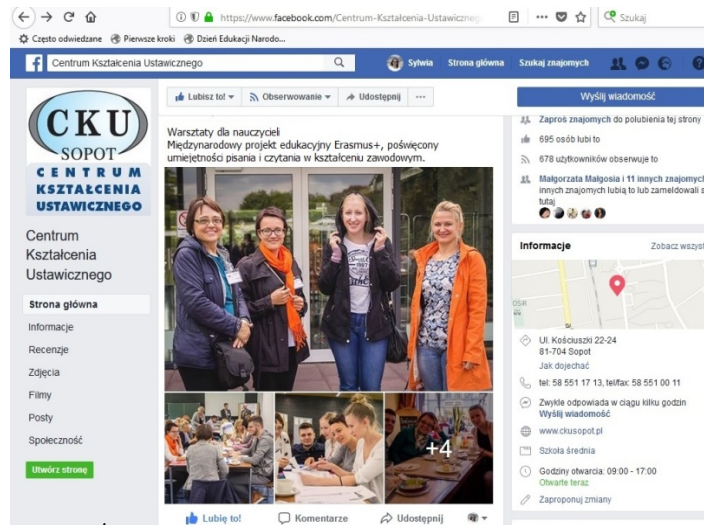 https://www.facebook.com/Centrum-Kształcenia-Ustawicznego
Szukaj
Często odwiedzane
Pierwsze kroki
Dzień Edukacji Narodo...
Centrum Kształcenia Ustawicznego
Sylwia
Strona główna
Szukaj znajomych
CKU
SOPOT
CENTRUM
KSZTAŁCENIA
USTAWICZNEGO
Centrum
Kształcenia
Ustawicznego
Strona główna
Informacje
Recenzje
Zdjęcia
Filmy
Posty
Społeczność
Utwórz stronę
Lubisz to!
Obserwowanie
Udostępnij
Warsztaty dla nauczycieli
Międzynarodowy projekt edukacyjny Erasmus+, poświęcony
umiejętności pisania i czytania w kształceniu zawodowym.
+4
Lubię to!
Komentarze
Udostępnij
Wyślij wiadomość
Zaproś znajomych do polubienia tej strony
695 osób lubi to
678 użytkowników obserwuje to
Małgorzata Małgosia i 11 innych znajomych
innych znajomych lubią to lub zameldowali s
tutaj
Informacje
Zobacz wszyst
Ul. Kościuszki 22-24
81-704 Sopot
Jak dojechać
tel: 58 551 17 13, tel/fax: 58 551 00 11
Zwykle odpowiada w ciągu kilku godzin
Wyślij wiadomość
www.ckusopot.pl
Szkoła średnia
Godziny otwarcia: 09:00 - 17:00
Otwarte teraz
Zaproponuj zmiany